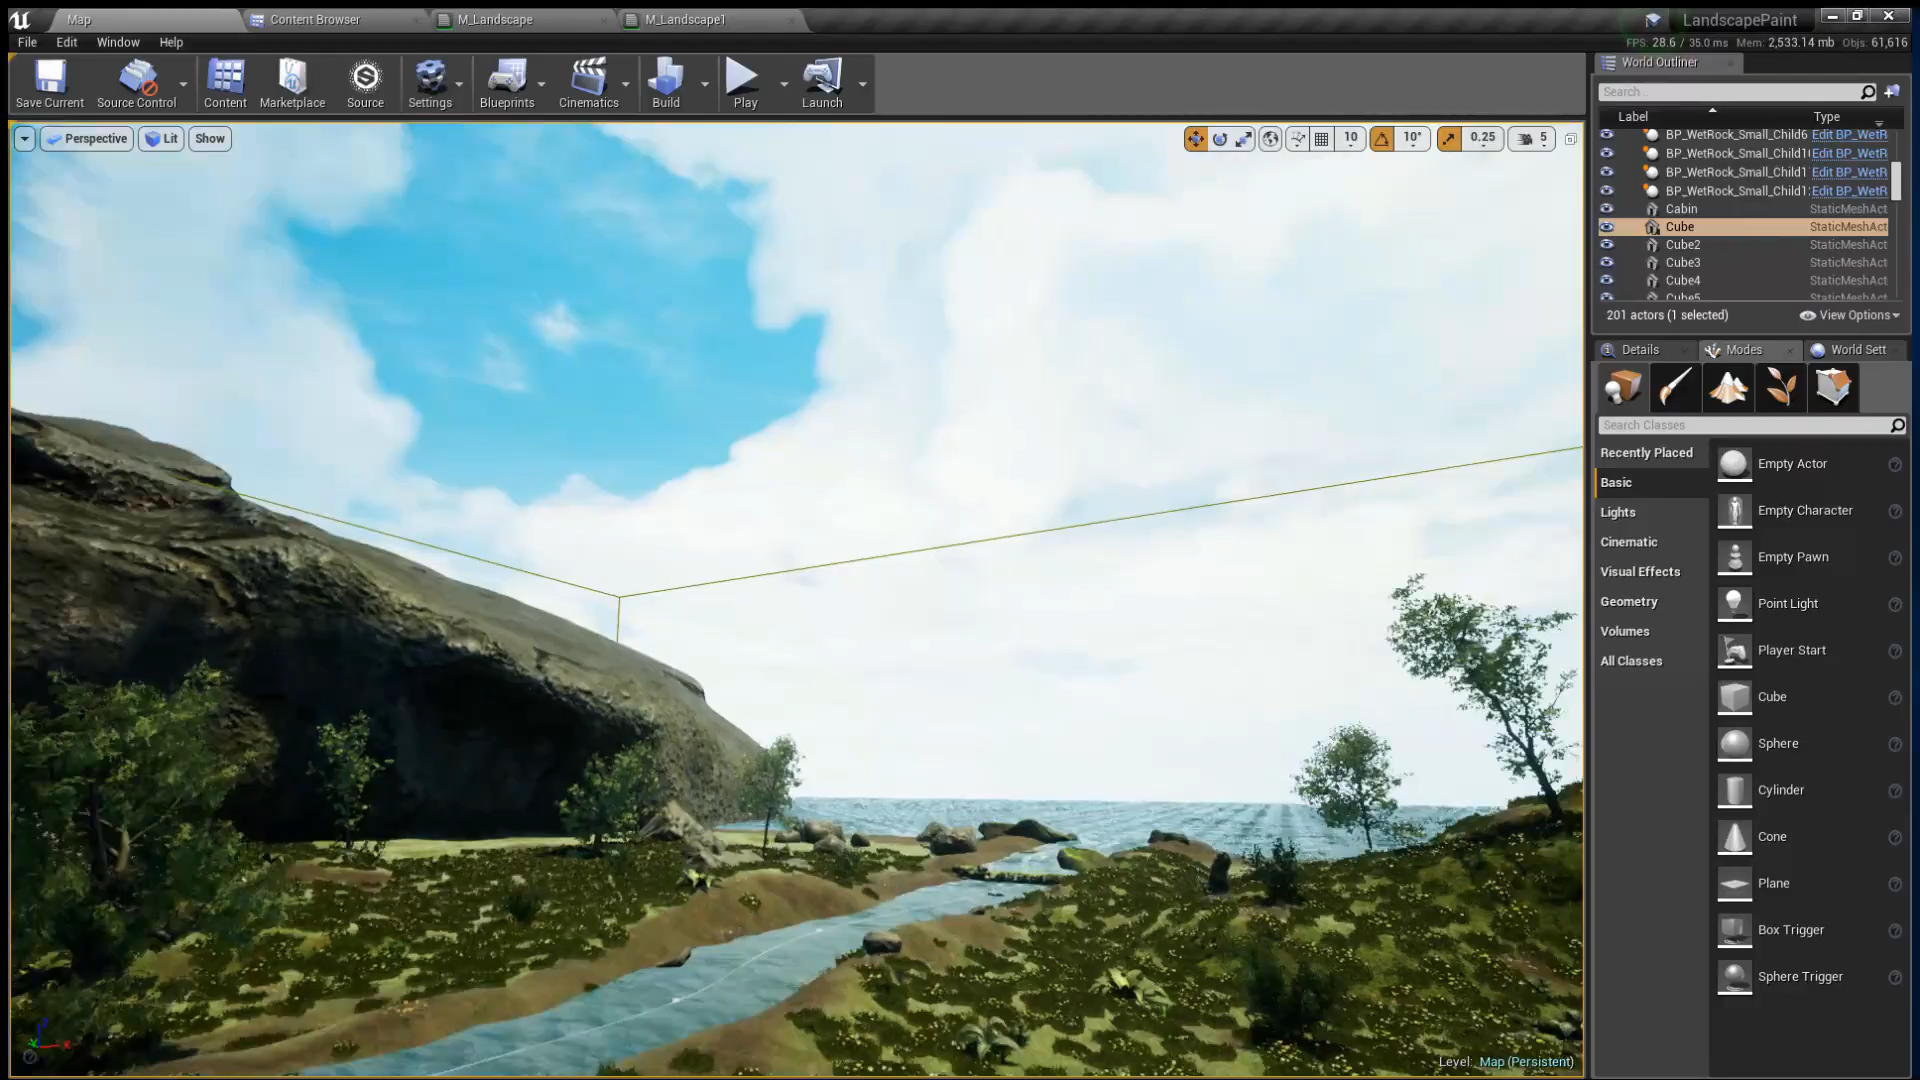 Map
Content Browser
M_Landscape
M_Landscape1
LandscapePaint
File Edit Window Help
FPS: 28.6 / 35.0 ms Mem: 2,533.14 mb Objs: 61,616
Save Current
Source Control
Content
Marketplace
Source
Settings
Blueprints
Cinematics
Build
Play
Launch
Perspective
Lit
Show
10
10°
0.25
5
World Outliner
Search...
Label Type
BP_WetRock_Small_Child6 Edit BP_WetR
BP_WetRock_Small_Child1 Edit BP_WetR
BP_WetRock_Small_Child1 Edit BP_WetR
BP_WetRock_Small_Child1 Edit BP_WetR
Cabin StaticMeshAct
Cube StaticMeshAct
Cube2 StaticMeshAct
Cube3 StaticMeshAct
Cube4 StaticMeshAct
Cube5 StaticMeshAct
201 actors (1 selected)
View Options
Details
Modes
World Sett
Search Classes
Recently Placed
Basic
Lights
Cinematic
Visual Effects
Geometry
Volumes
All Classes
Empty Actor
Empty Character
Empty Pawn
Point Light
Player Start
Cube
Sphere
Cylinder
Cone
Plane
Box Trigger
Sphere Trigger
Level: Map (Persistent)